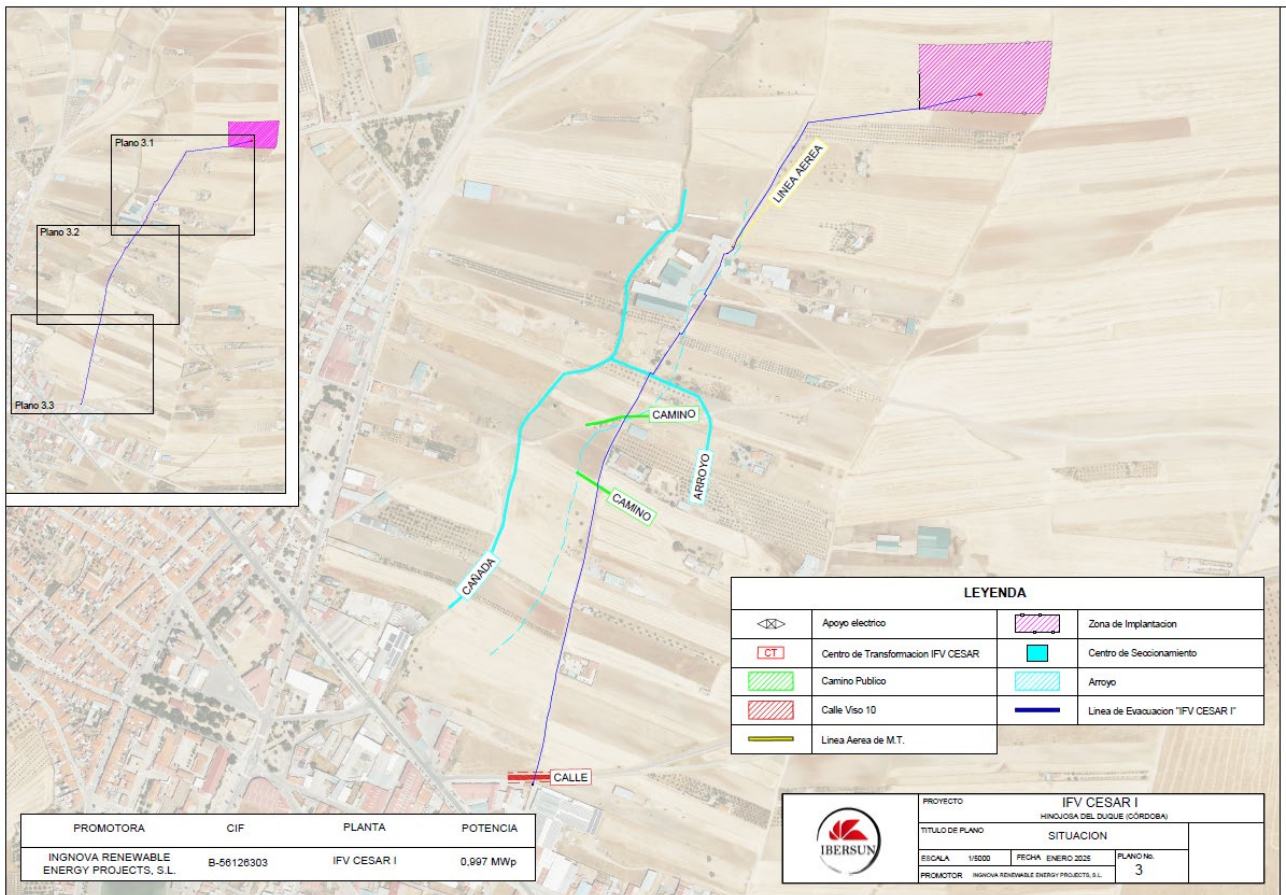 Plano 3.1
Plano 3.2
Plano 3.3
LINEA AEREA
CAMINO
ARROYO
CAMINO
CAÑADA
CALLE
LEYENDA
Apoyo electrico
Zona de Implantacion
CT
Centro de Transformacion IFV CESAR
Centro de Seccionamiento
Camino Publico
Arroyo
Calle Viso 10
Linea de Evacuacion "IFV CESAR I"
Linea Aerea de M.T.
PROMOTORA CIF PLANTA POTENCIA
INGNOVA RENEWABLE
ENERGY PROJECTS, S.L.
B-56126303 IFV CESAR I 0,997 MWp
IBERSUN
PROYECTO IFV CESAR I
HINOJOSA DEL DUQUE (CÓRDOBA)
TITULO DE PLANO SITUACION
ESCALA 1/5000 FECHA ENERO 2025 PLANO No.
3
PROMOTOR INGNOVA RENEWABLE ENERGY PROJECTS, S.L.